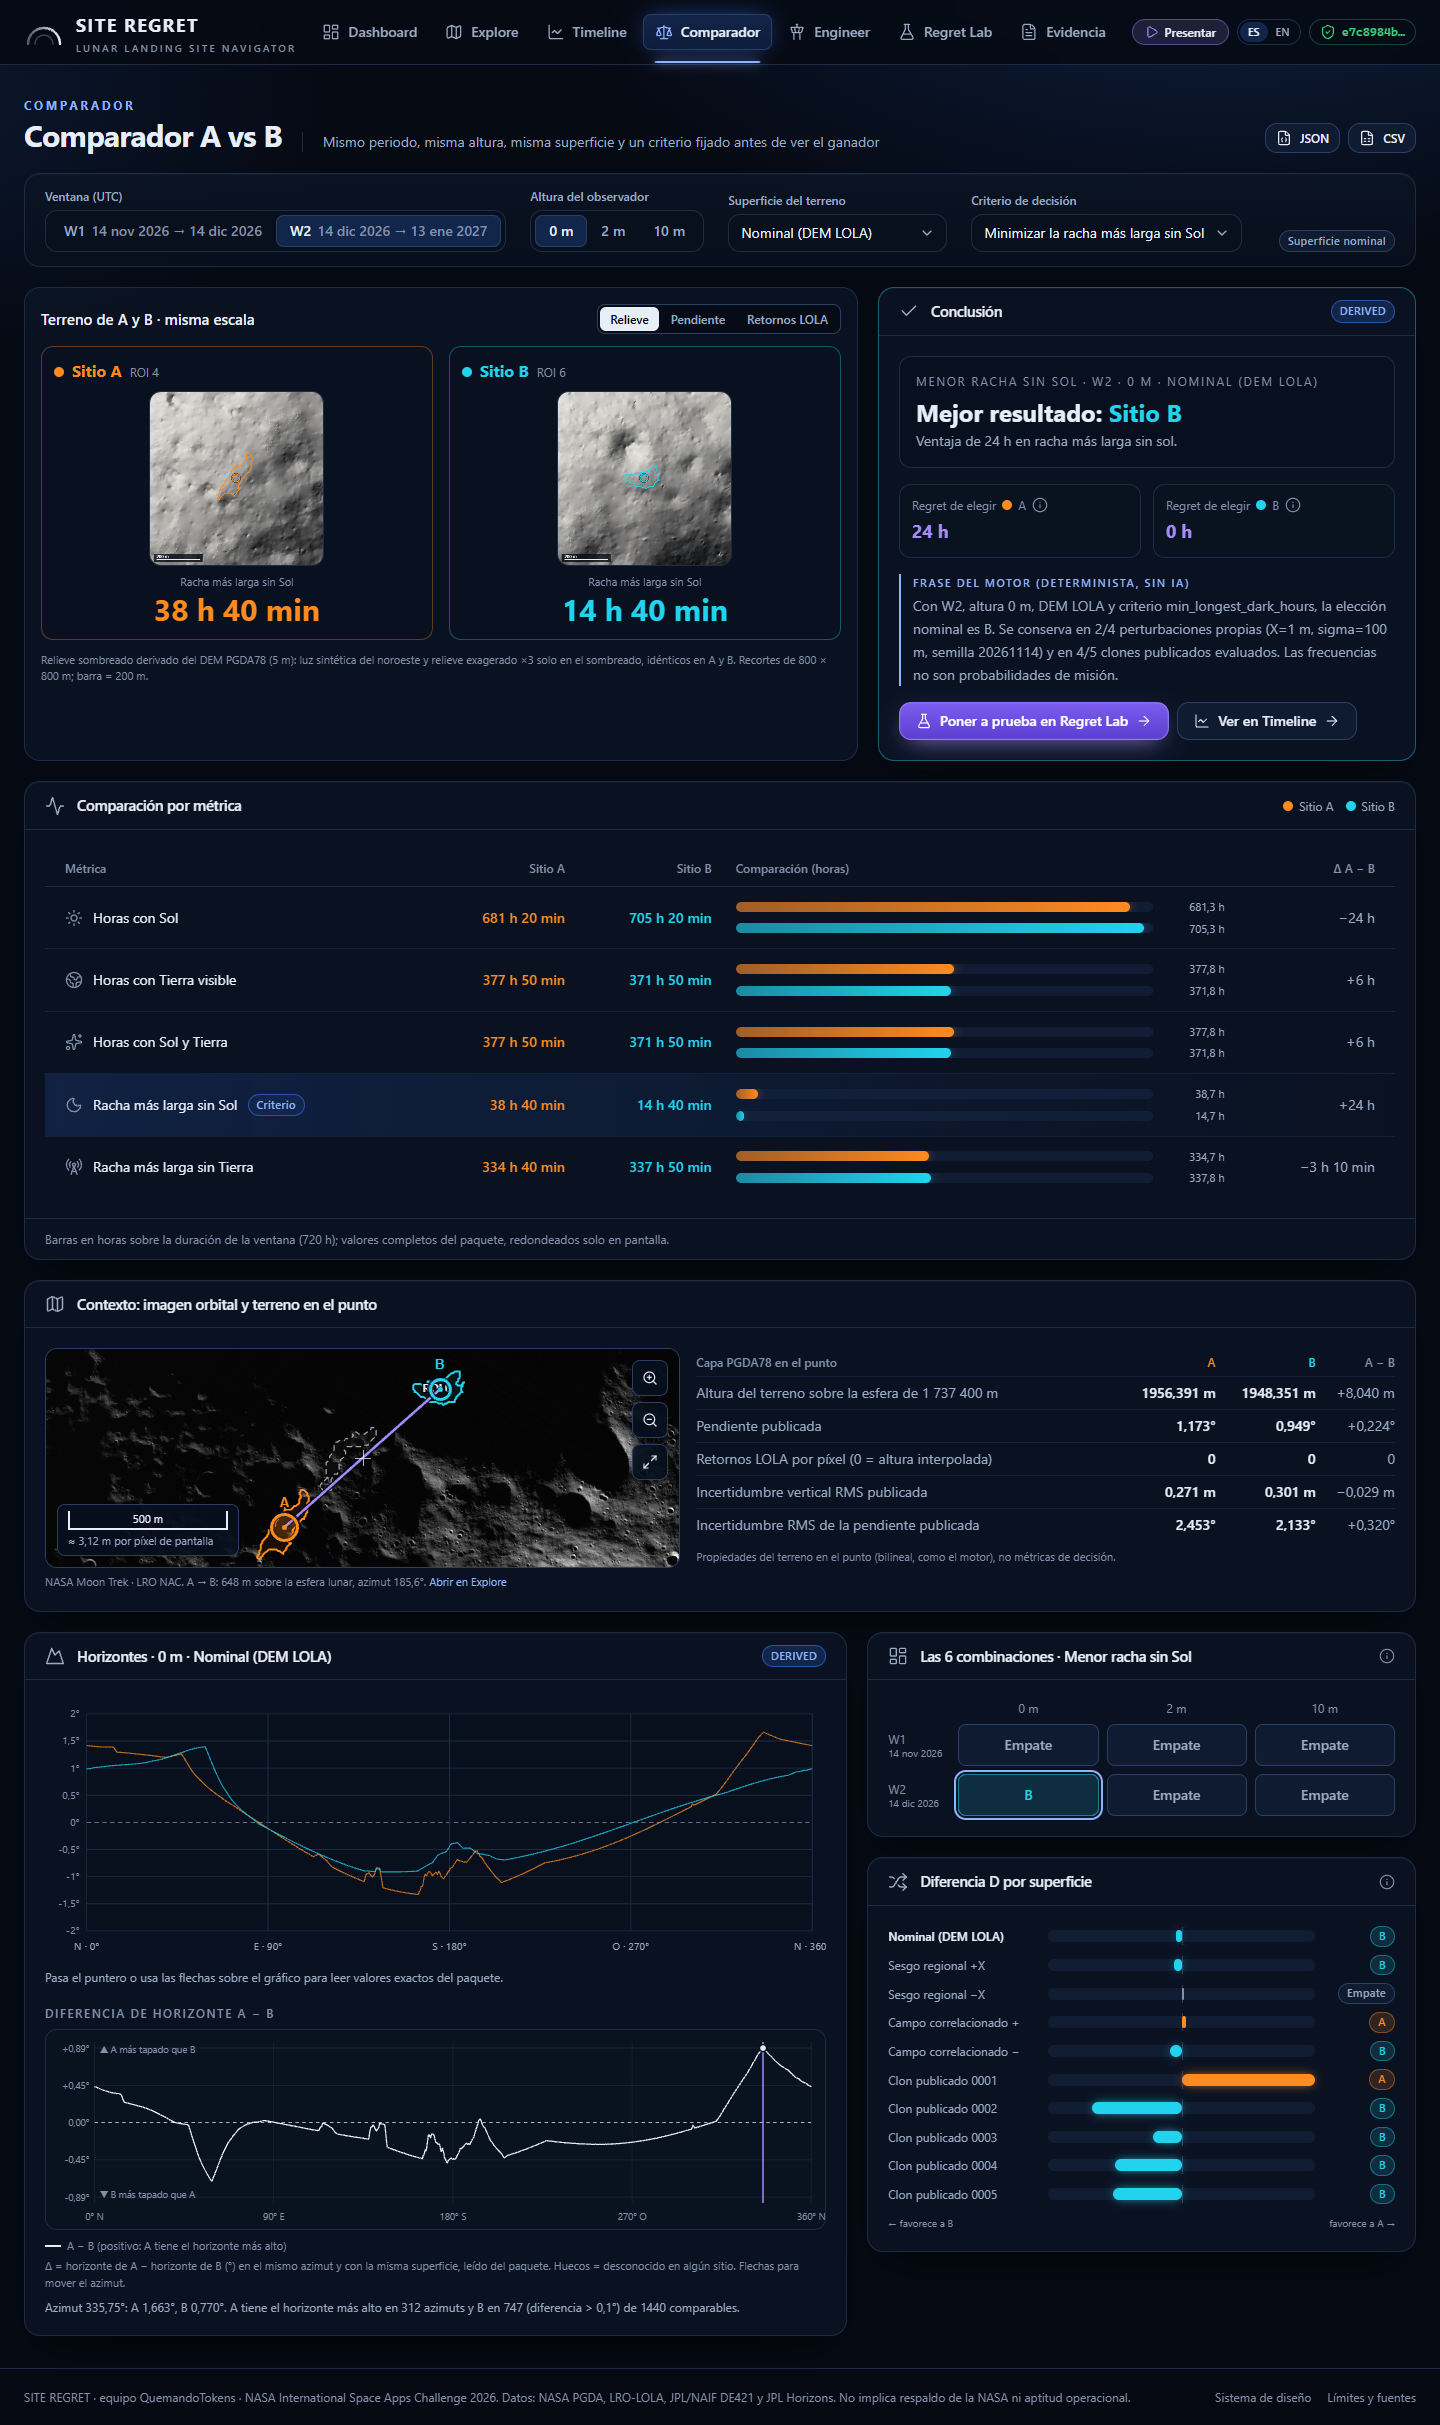 SITE REGRET
LUNAR LANDING SITE NAVIGATOR
Dashboard
Explore
Timeline
Comparador
Engineer
Regret Lab
Evidencia
Presentar
ES EN
e7c8984b…
COMPARADOR
Comparador A vs B
Mismo periodo, misma altura, misma superficie y un criterio fijado antes de ver el ganador
JSON
CSV
Ventana (UTC)
W1 14 nov 2026 → 14 dic 2026
W2 14 dic 2026 → 13 ene 2027
Altura del observador
0 m 2 m 10 m
Superficie del terreno
Nominal (DEM LOLA)
Criterio de decisión
Minimizar la racha más larga sin Sol
Superficie nominal
Terreno de A y B · misma escala
Relieve Pendiente Retornos LOLA
Sitio A ROI 4
Racha más larga sin Sol
38 h 40 min
Sitio B ROI 6
Racha más larga sin Sol
14 h 40 min
Relieve sombreado derivado del DEM PGDA78 (5 m): luz sintética del noroeste y relieve exagerado ×3 solo en el sombreado, idénticos en A y B. Recortes de 800 ×
800 m; barra = 200 m.
Conclusión
DERIVED
MENOR RACHA SIN SOL · W2 · 0 M · NOMINAL (DEM LOLA)
Mejor resultado: Sitio B
Ventaja de 24 h en racha más larga sin sol.
Regret de elegir A
24 h
Regret de elegir B
0 h
FRASE DEL MOTOR (DETERMINISTA, SIN IA)
Con W2, altura 0 m, DEM LOLA y criterio min_longest_dark_hours, la elección
nominal es B. Se conserva en 2/4 perturbaciones propias (X=1 m, sigma=100
m, semilla 20261114) y en 4/5 clones publicados evaluados. Las frecuencias
no son probabilidades de misión.
Poner a prueba en Regret Lab →
Ver en Timeline →
Comparación por métrica
Sitio A Sitio B
Métrica Sitio A Sitio B Comparación (horas) Δ A − B
Horas con Sol 681 h 20 min 705 h 20 min 681,3 h −24 h
705,3 h
Horas con Tierra visible 377 h 50 min 371 h 50 min 377,8 h +6 h
371,8 h
Horas con Sol y Tierra 377 h 50 min 371 h 50 min 377,8 h +6 h
371,8 h
Racha más larga sin Sol Criterio 38 h 40 min 14 h 40 min 38,7 h +24 h
14,7 h
Racha más larga sin Tierra 334 h 40 min 337 h 50 min 334,7 h −3 h 10 min
337,8 h
Barras en horas sobre la duración de la ventana (720 h); valores completos del paquete, redondeados solo en pantalla.
Contexto: imagen orbital y terreno en el punto
B
A
500 m
≈ 3,12 m por píxel de pantalla
NASA Moon Trek · LRO NAC. A → B: 648 m sobre la esfera lunar, azimut 185,6°. Abrir en Explore
Capa PGDA78 en el punto A B A − B
Altura del terreno sobre la esfera de 1 737 400 m 1956,391 m 1948,351 m +8,040 m
Pendiente publicada 1,173° 0,949° +0,224°
Retornos LOLA por píxel (0 = altura interpolada) 0 0 0
Incertidumbre vertical RMS publicada 0,271 m 0,301 m −0,029 m
Incertidumbre RMS de la pendiente publicada 2,453° 2,133° +0,320°
Propiedades del terreno en el punto (bilineal, como el motor), no métricas de decisión.
Horizontes · 0 m · Nominal (DEM LOLA)
DERIVED
2°
1,5°
1°
0,5°
0°
-0,5°
-1°
-1,5°
-2°
N · 0° E · 90° S · 180° O · 270° N · 360
Pasa el puntero o usa las flechas sobre el gráfico para leer valores exactos del paquete.
DIFERENCIA DE HORIZONTE A − B
+0,89° ▲ A más tapado que B
+0,45°
0,00°
-0,45°
-0,89° ▼ B más tapado que A
0° N 90° E 180° S 270° O 360° N
A − B (positivo: A tiene el horizonte más alto)
Δ = horizonte de A − horizonte de B (°) en el mismo azimut y con la misma superficie, leído del paquete. Huecos = desconocido en algún sitio. Flechas para
mover el azimut.
Azimut 335,75°: A 1,663°, B 0,770°. A tiene el horizonte más alto en 312 azimuts y B en 747 (diferencia > 0,1°) de 1440 comparables.
Las 6 combinaciones · Menor racha sin Sol
0 m 2 m 10 m
W1
14 nov 2026
Empate Empate Empate
W2
14 dic 2026
B Empate Empate
Diferencia D por superficie
Nominal (DEM LOLA) B
Sesgo regional +X B
Sesgo regional −X Empate
Campo correlacionado + A
Campo correlacionado − B
Clon publicado 0001 A
Clon publicado 0002 B
Clon publicado 0003 B
Clon publicado 0004 B
Clon publicado 0005 B
← favorece a B favorece a A →
SITE REGRET · equipo QuemandoTokens · NASA International Space Apps Challenge 2026. Datos: NASA PGDA, LRO-LOLA, JPL/NAIF DE421 y JPL Horizons. No implica respaldo de la NASA ni aptitud operacional.
Sistema de diseño Límites y fuentes